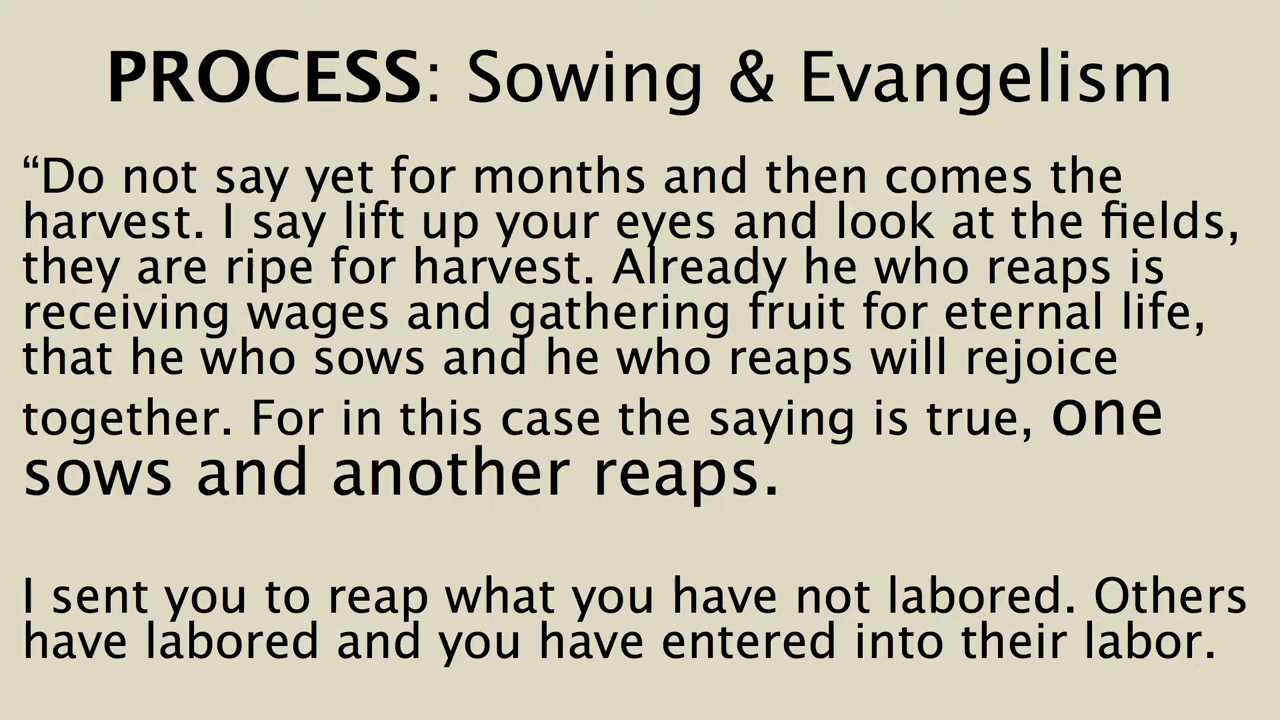 PROCESS: Sowing & Evangelism
“Do not say yet for months and then comes the
harvest. I say lift up your eyes and look at the fields,
they are ripe for harvest. Already he who reaps is
receiving wages and gathering fruit for eternal life,
that he who sows and he who reaps will rejoice
together. For in this case the saying is true, one
sows and another reaps.
I sent you to reap what you have not labored. Others
have labored and you have entered into their labor.